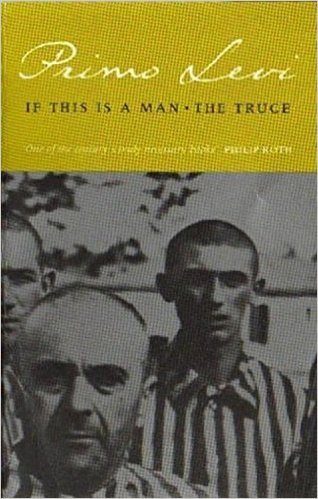 Primo Levi
IF THIS IS A MAN • THE TRUCE
'One of the century's truly necessary books' PHILIP ROTH